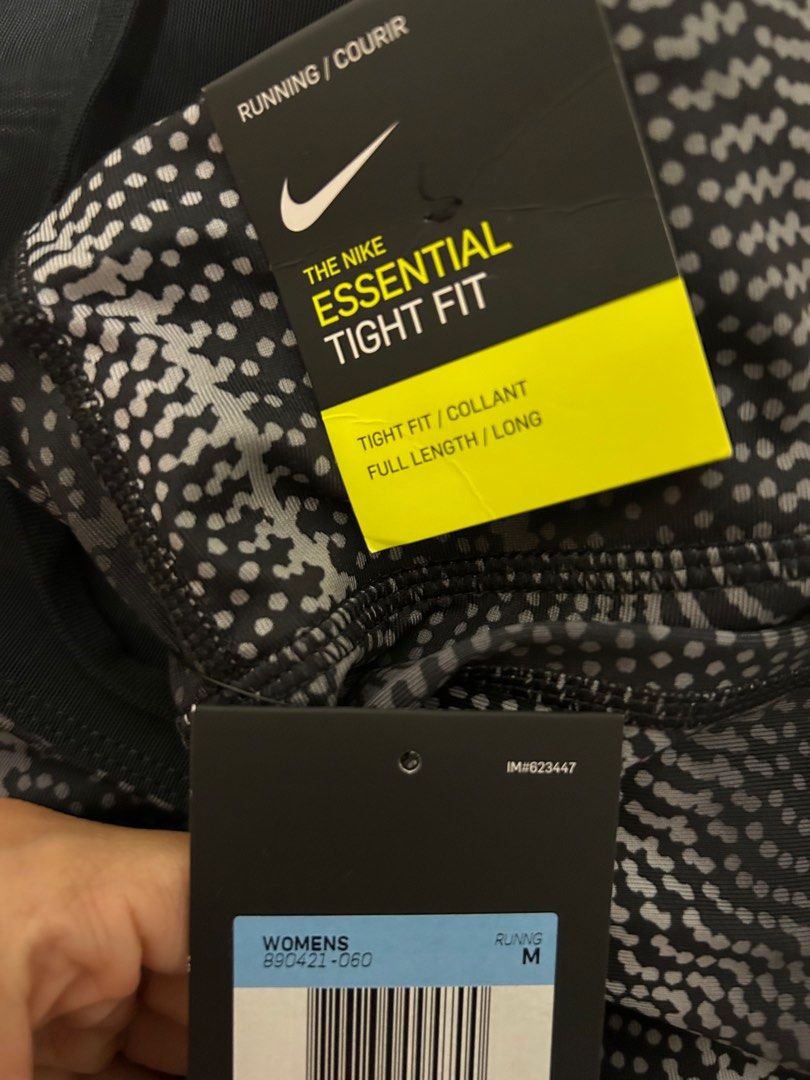 RUNNING / COURIR
THE NIKE
ESSENTIAL
TIGHT FIT
TIGHT FIT / COLLANT
FULL LENGTH / LONG
IM#623447
WOMENS
890421-060
RUNNG
M